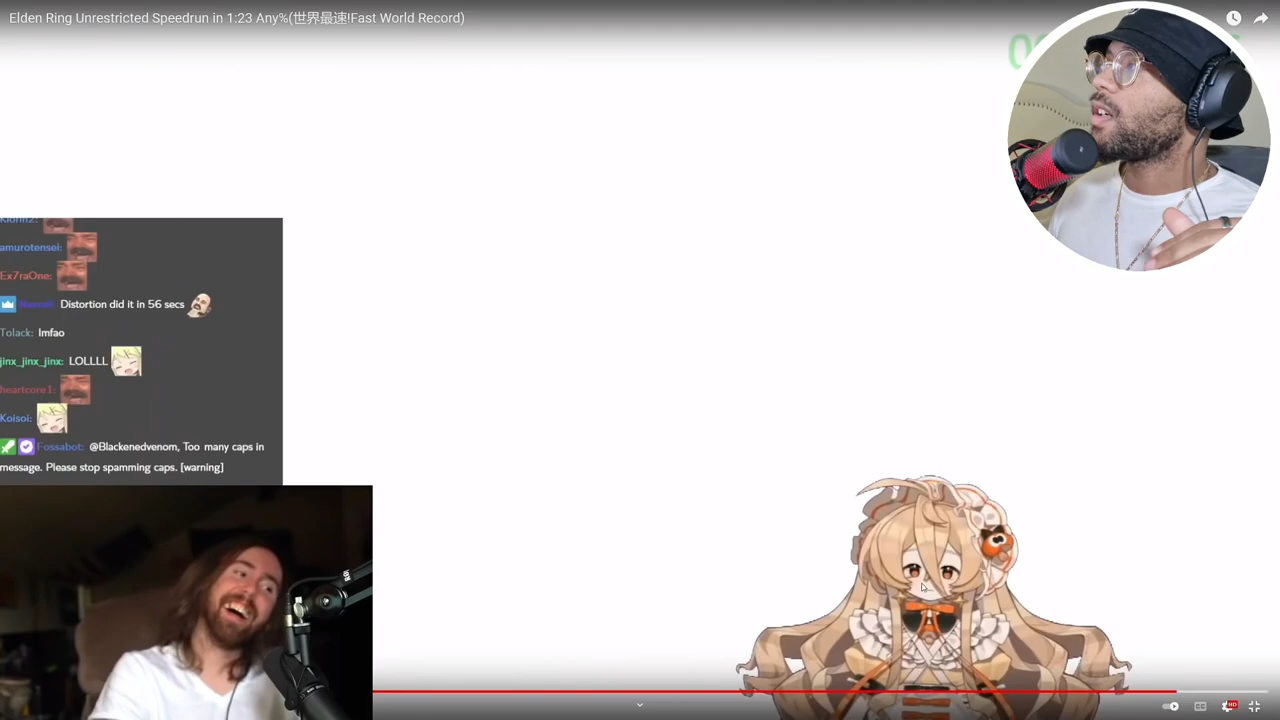 Elden Ring Unrestricted Speedrun in 1:23 Any%(世界最速!Fast World Record)
amurotensei:
Ex7raOne:
Distortion did it in 56 secs
Tolack: lmfao
jinx_jinx_jinx: LOLLLL
heartcore1:
Koisoi:
Fossabot: @Blackenedvenom, Too many caps in
message. Please stop spamming caps. [warning]
HD